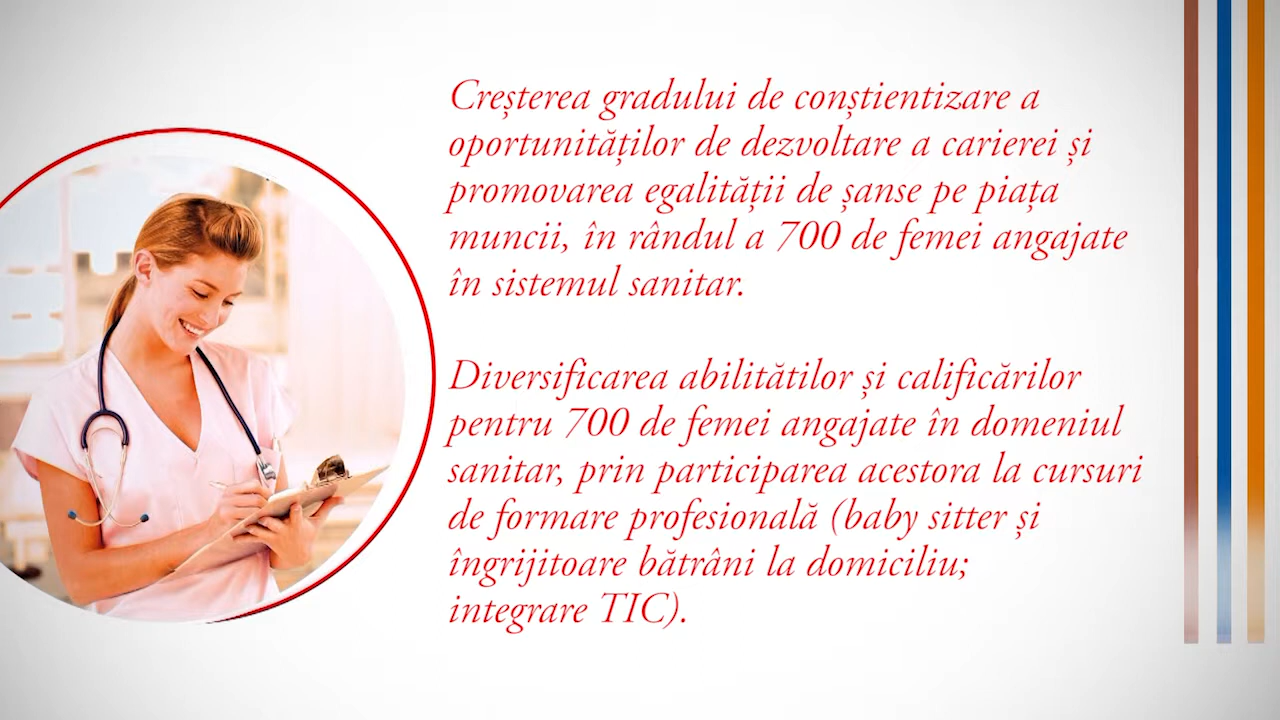 Creșterea gradului de conștientizare a
oportunităților de dezvoltare a carierei și
promovarea egalității de șanse pe piața
muncii, în rândul a 700 de femei angajate
în sistemul sanitar.
Diversificarea abilitătilor și calificărilor
pentru 700 de femei angajate în domeniul
sanitar, prin participarea acestora la cursuri
de formare profesională (baby sitter și
îngrijitoare bătrâni la domiciliu;
integrare TIC).